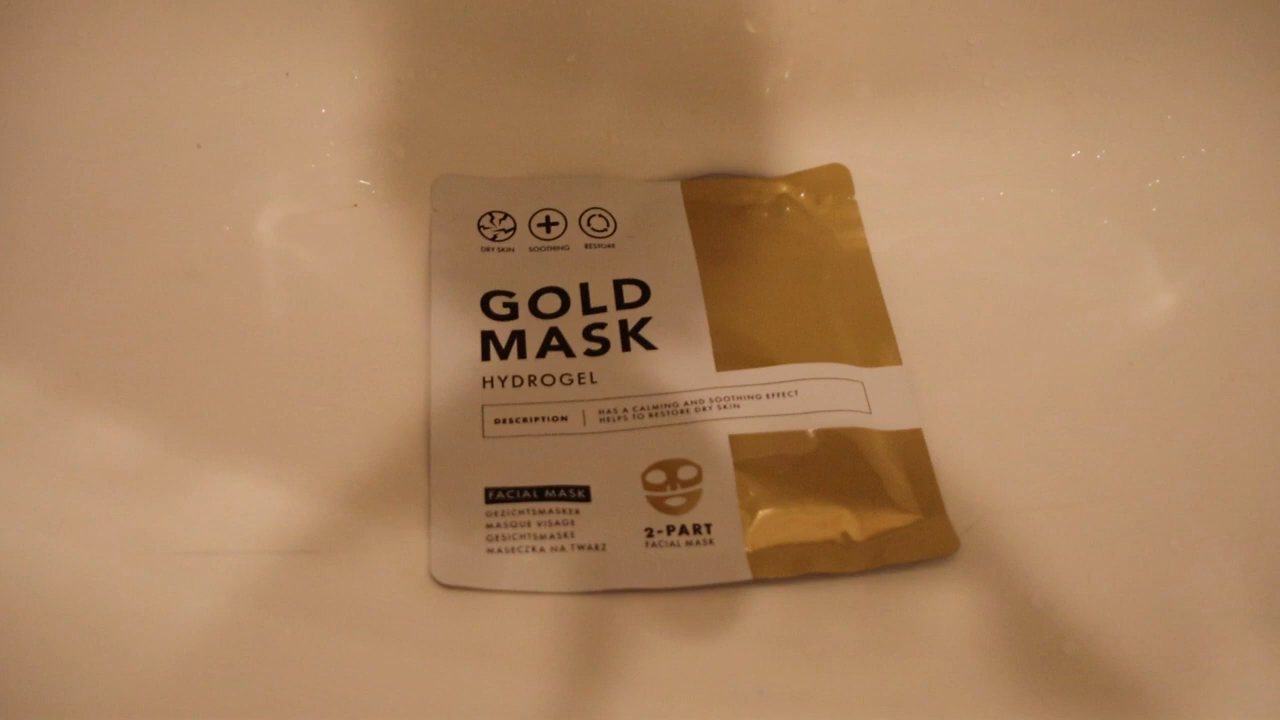 DRY SKIN SOOTHING RESTORE
GOLD
MASK
HYDROGEL
DESCRIPTION
HAS A CALMING AND SOOTHING EFFECT
HELPS TO RESTORE DRY SKIN
FACIAL MASK
GEZICHTSMASKER
MASQUE VISAGE
GESICHTSMASKE
MASECZKA NA TWARZ
2-PART
FACIAL MASK